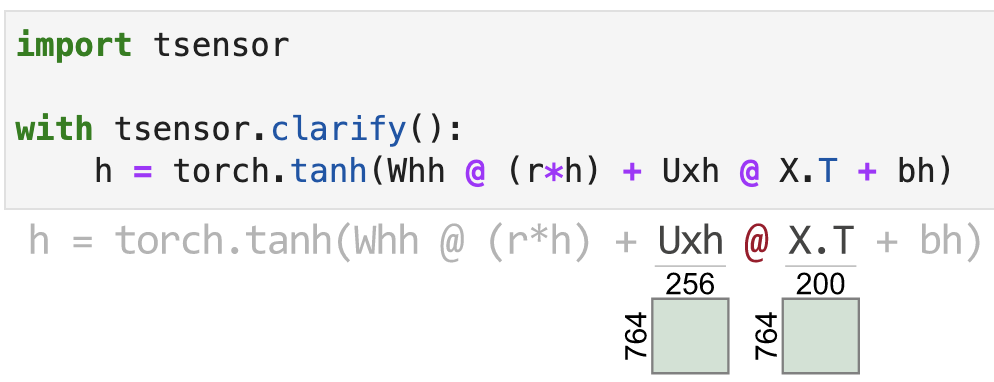 import tsensor
with tsensor.clarify():
h = torch.tanh(Whh @ (r*h) + Uxh @ X.T + bh)
h = torch.tanh(Whh @ (r*h) + Uxh @ X.T + bh)
256 200
764 764